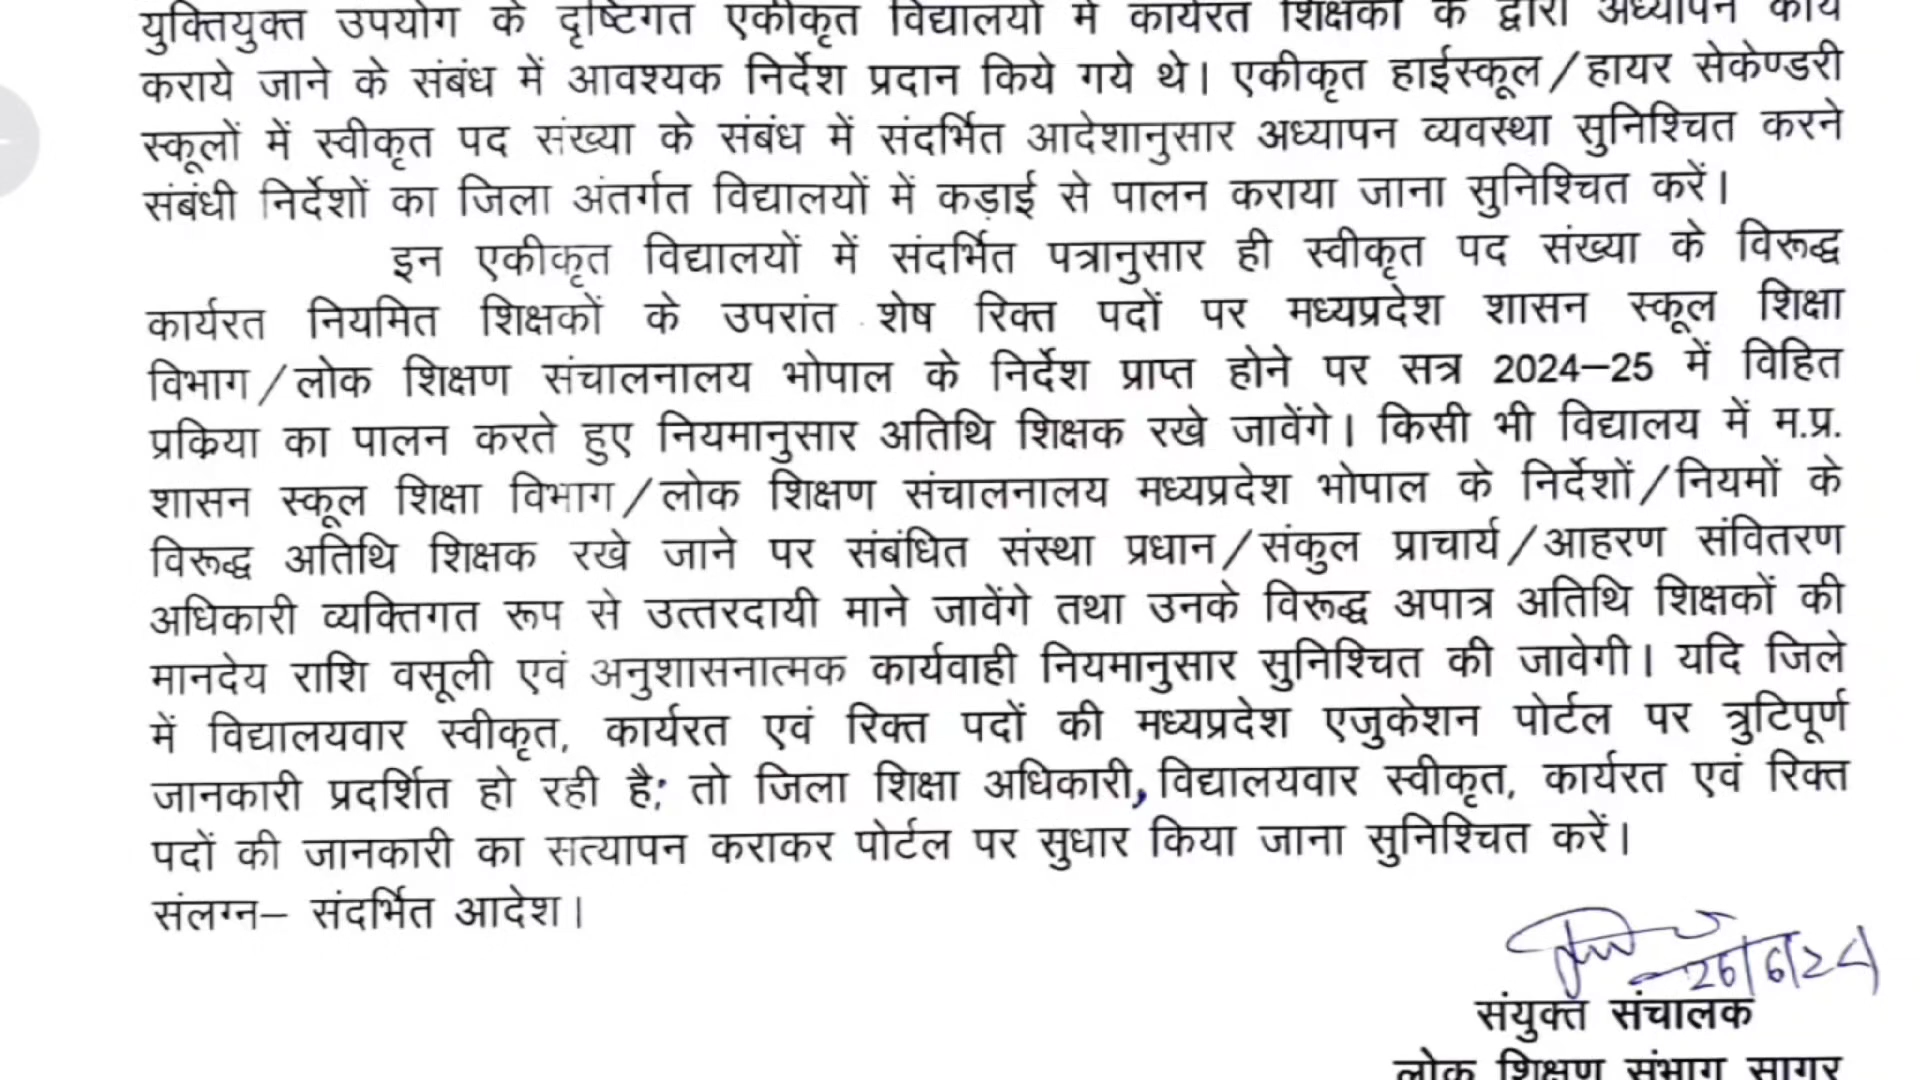 युक्तियुक्त उपयोग के दृष्टिगत एकीकृत विद्यालयों में कार्यरत शिक्षकों के द्वारा अध्यापन कार्य
कराये जाने के संबंध में आवश्यक निर्देश प्रदान किये गये थे। एकीकृत हाईस्कूल/हायर सेकेण्डरी
स्कूलों में स्वीकृत पद संख्या के संबंध में संदर्भित आदेशानुसार अध्यापन व्यवस्था सुनिश्चित करने
संबंधी निर्देशों का जिला अंतर्गत विद्यालयों में कड़ाई से पालन कराया जाना सुनिश्चित करें।
इन एकीकृत विद्यालयों में संदर्भित पत्रानुसार ही स्वीकृत पद संख्या के विरूद्ध
कार्यरत नियमित शिक्षकों के उपरांत शेष रिक्त पदों पर मध्यप्रदेश शासन स्कूल शिक्षा
विभाग/लोक शिक्षण संचालनालय भोपाल के निर्देश प्राप्त होने पर सत्र 2024–25 में विहित
प्रक्रिया का पालन करते हुए नियमानुसार अतिथि शिक्षक रखे जावेंगे। किसी भी विद्यालय में म.प्र.
शासन स्कूल शिक्षा विभाग/लोक शिक्षण संचालनालय मध्यप्रदेश भोपाल के निर्देशों/नियमों के
विरूद्ध अतिथि शिक्षक रखे जाने पर संबंधित संस्था प्रधान/संकुल प्राचार्य/आहरण संवितरण
अधिकारी व्यक्तिगत रूप से उत्तरदायी माने जावेंगे तथा उनके विरूद्ध अपात्र अतिथि शिक्षकों की
मानदेय राशि वसूली एवं अनुशासनात्मक कार्यवाही नियमानुसार सुनिश्चित की जावेगी। यदि जिले
में विद्यालयवार स्वीकृत, कार्यरत एवं रिक्त पदों की मध्यप्रदेश एजुकेशन पोर्टल पर त्रुटिपूर्ण
जानकारी प्रदर्शित हो रही है; तो जिला शिक्षा अधिकारी, विद्यालयवार स्वीकृत, कार्यरत एवं रिक्त
पदों की जानकारी का सत्यापन कराकर पोर्टल पर सुधार किया जाना सुनिश्चित करें।
संलग्न– संदर्भित आदेश।
26/6/24
संयुक्त संचालक
लोक शिक्षण संभाग सागर